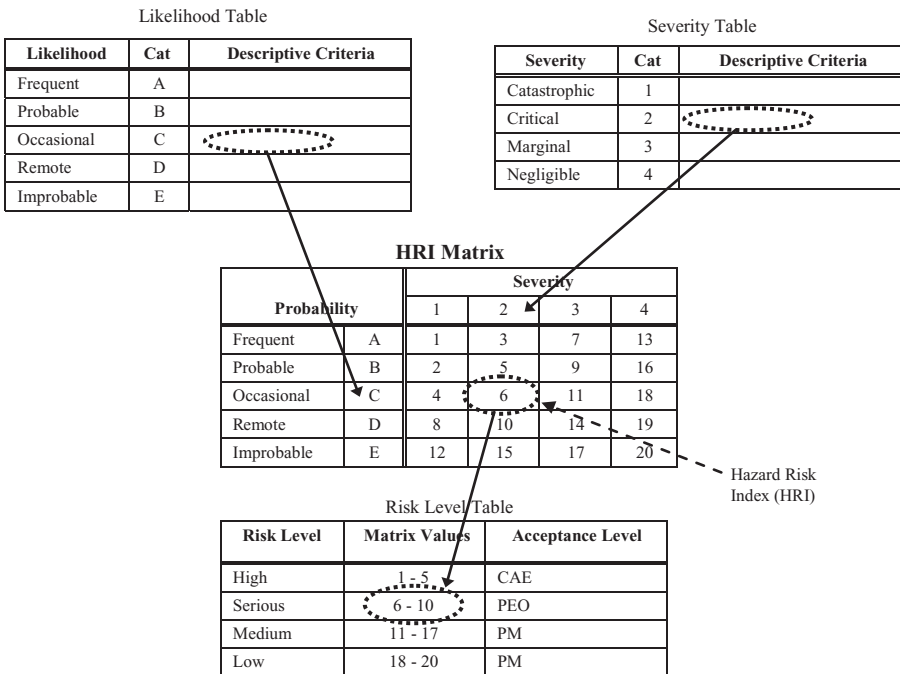 Likelihood Table
Likelihood Cat Descriptive Criteria
Frequent A
Probable B
Occasional C
Remote D
Improbable E
Severity Table
Severity Cat Descriptive Criteria
Catastrophic 1
Critical 2
Marginal 3
Negligible 4
HRI Matrix
Probability Severity
1 2 3 4
Frequent A 1 3 7 13
Probable B 2 5 9 16
Occasional C 4 6 11 18
Remote D 8 10 14 19
Improbable E 12 15 17 20
Hazard Risk
Index (HRI)
Risk Level Table
Risk Level Matrix Values Acceptance Level
High 1 - 5 CAE
Serious 6 - 10 PEO
Medium 11 - 17 PM
Low 18 - 20 PM